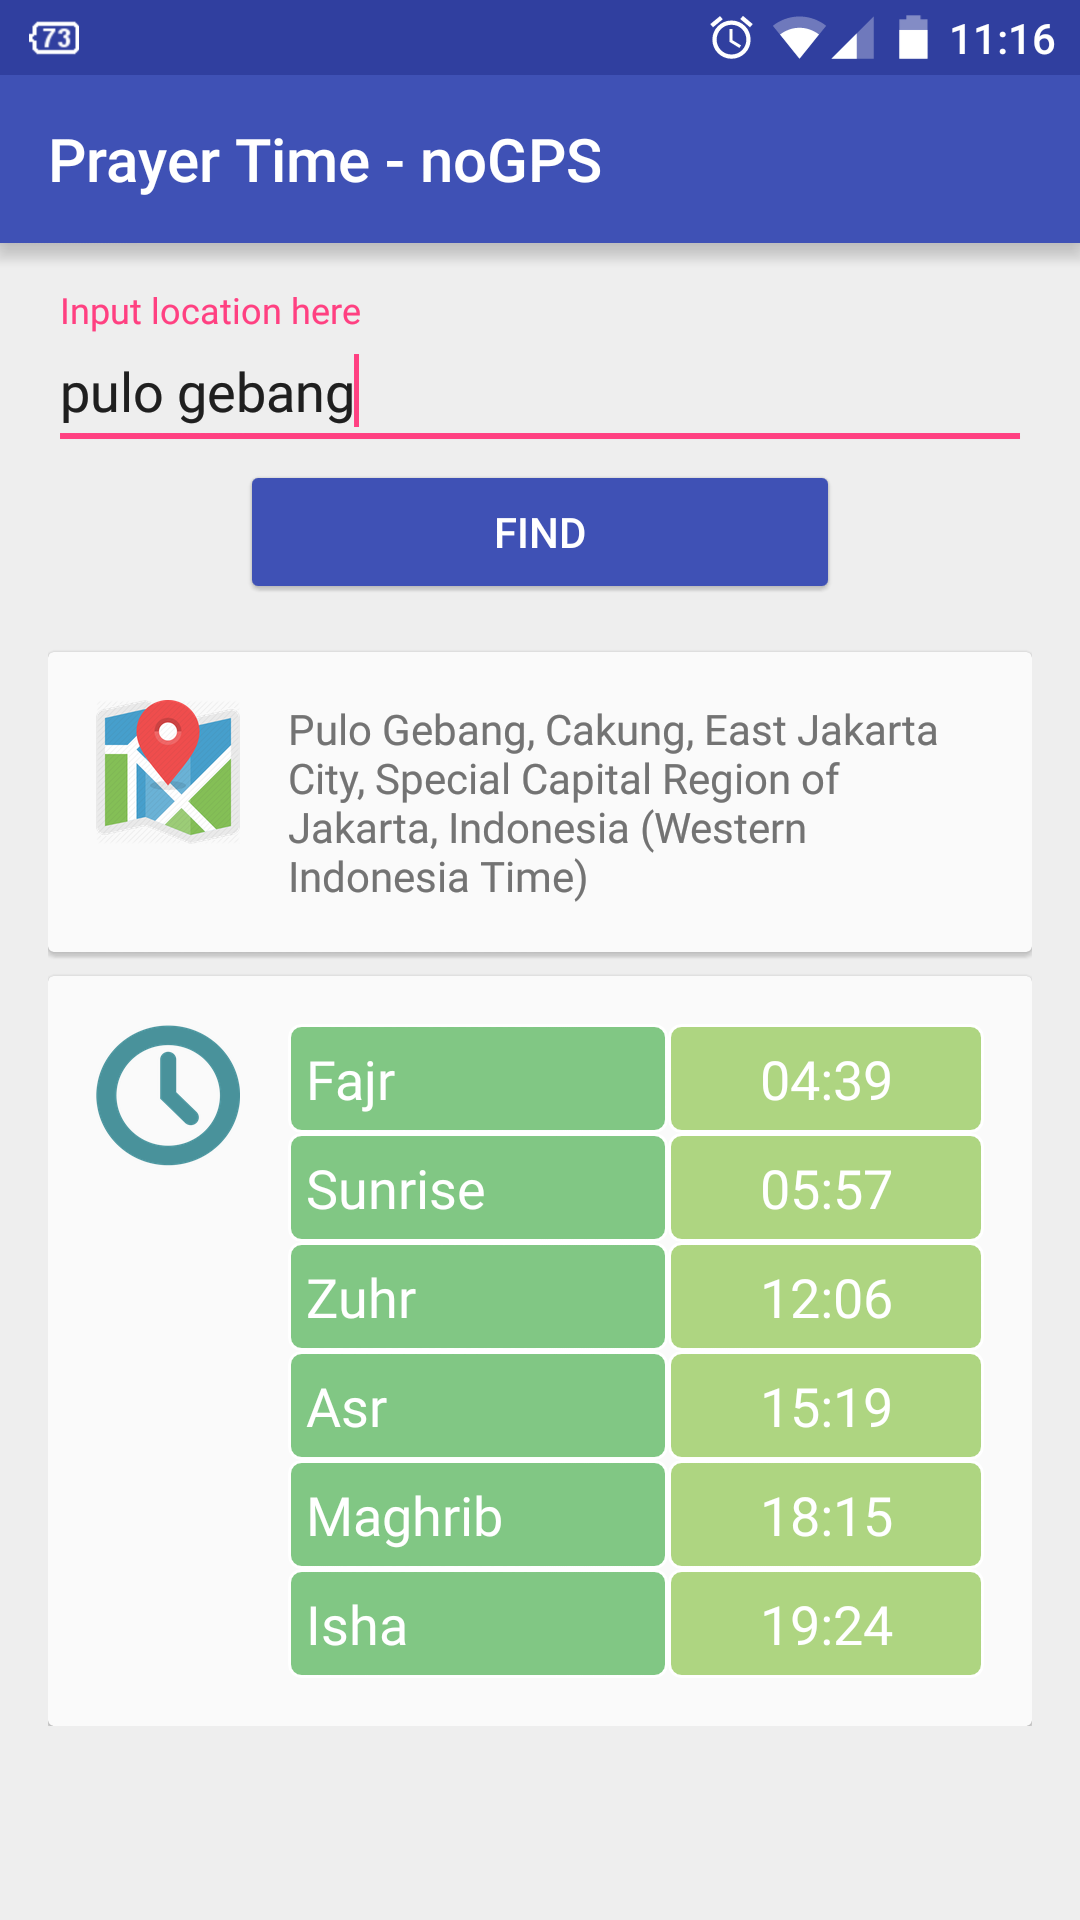 73 11:16
Prayer Time - noGPS
Input location here
pulo gebang
FIND
Pulo Gebang, Cakung, East Jakarta
City, Special Capital Region of
Jakarta, Indonesia (Western
Indonesia Time)
Fajr 04:39
Sunrise 05:57
Zuhr 12:06
Asr 15:19
Maghrib 18:15
Isha 19:24